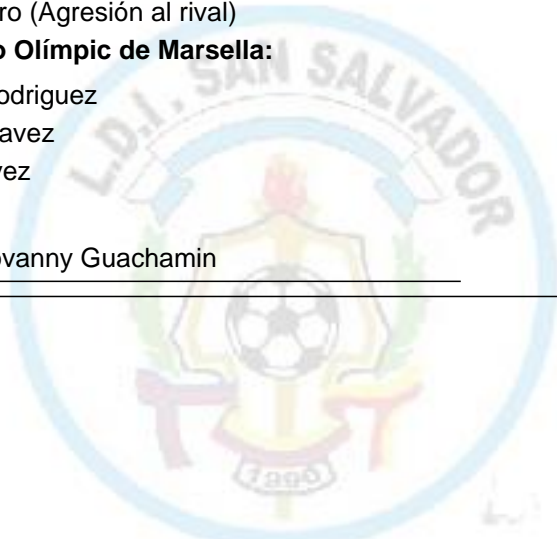 ro (Agresión al rival)
o Olímpic de Marsella:
odriguez
avez
vez
ovanny Guachamin
L.D.I. SAN SALVADOR
1990